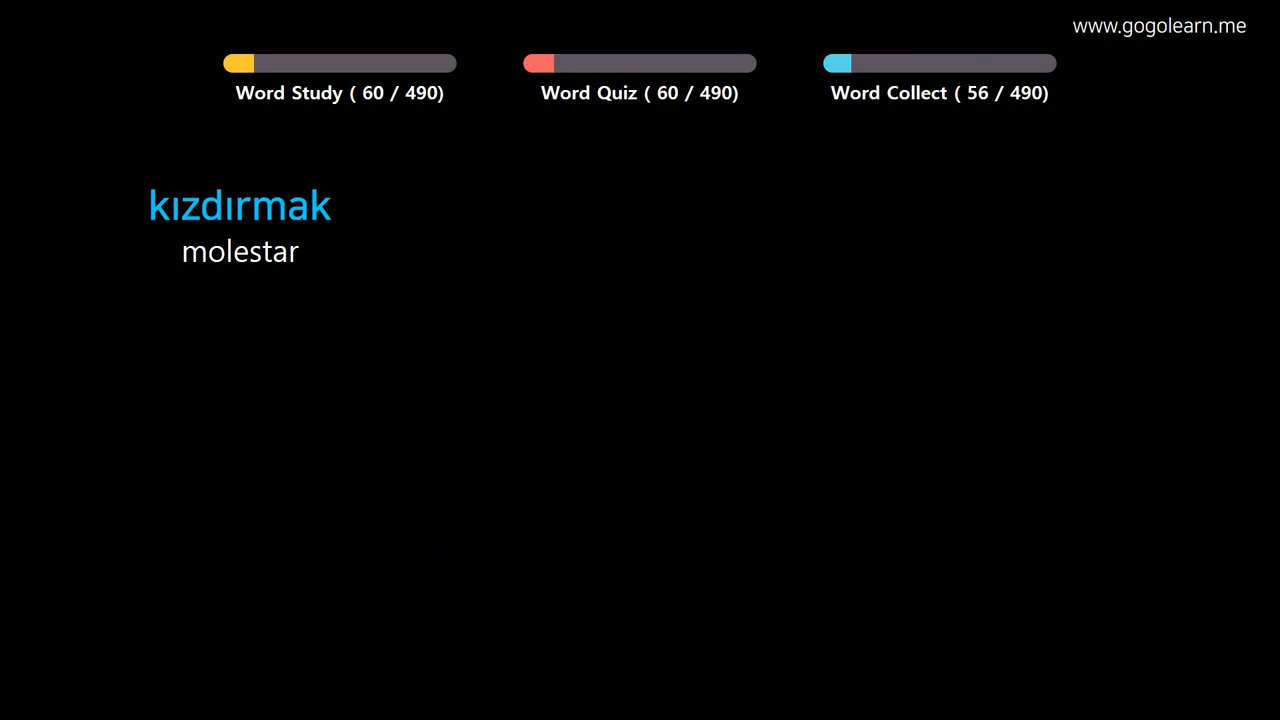 www.gogolearn.me
Word Study ( 60 / 490)
Word Quiz ( 60 / 490)
Word Collect ( 56 / 490)
kızdırmak
molestar